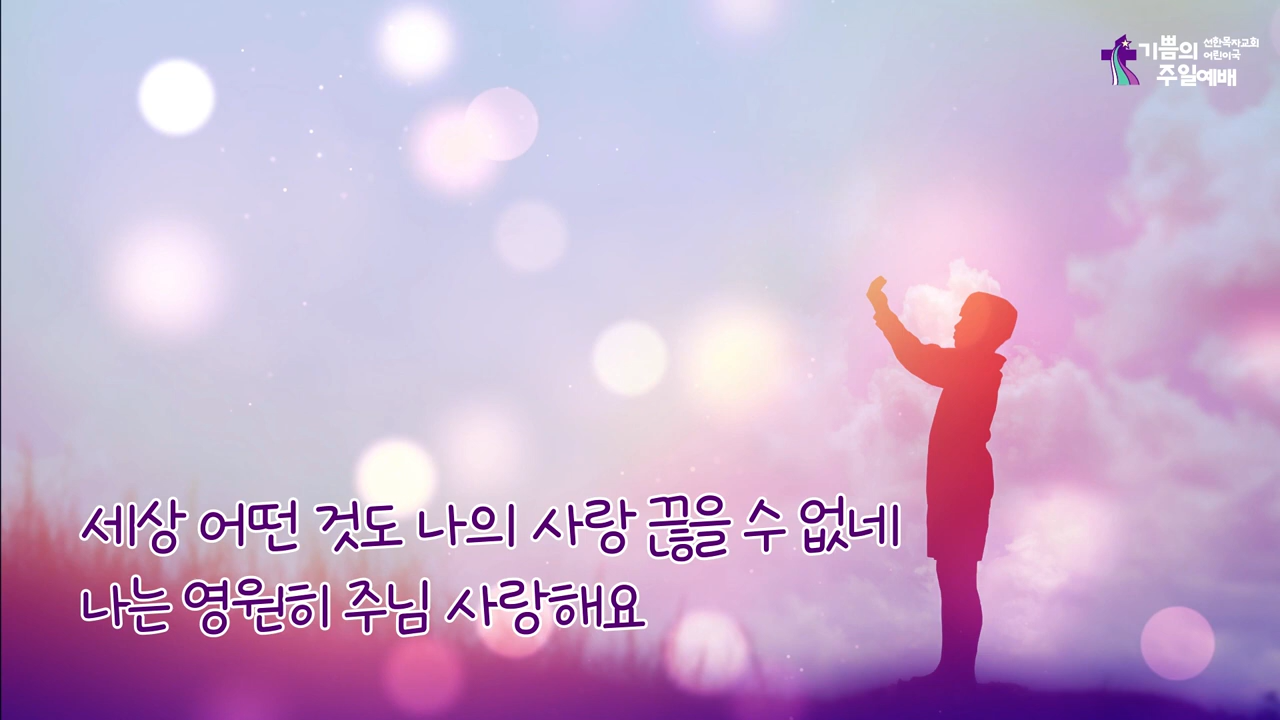 기쁨의 선한목자교회 어린이국
주일예배
세상 어떤 것도 나의 사랑 끊을 수 없네
나는 영원히 주님 사랑해요